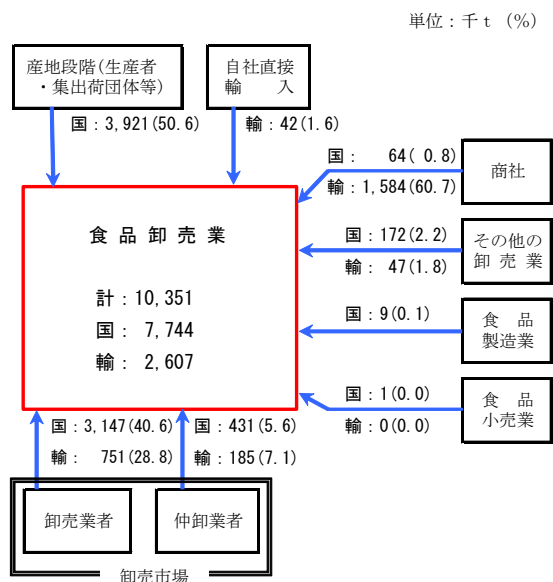 単位：千ｔ（%）
産地段階(生産者
・集出荷団体等)
自社直接
輸　入
国：3,921(50.6)
輸：42(1.6)
国：　64( 0.8)
輸：1,584(60.7)
商社
食品卸売業
計：10,351
国： 7,744
輸： 2,607
国：172(2.2)
輸： 47(1.8)
その他の
卸売業
国：9(0.1)
食　品
製造業
国：1(0.0)
輸：0(0.0)
食　品
小売業
国：3,147(40.6)
輸：　751(28.8)
国：431(5.6)
輸：185(7.1)
卸売業者
仲卸業者
卸売市場